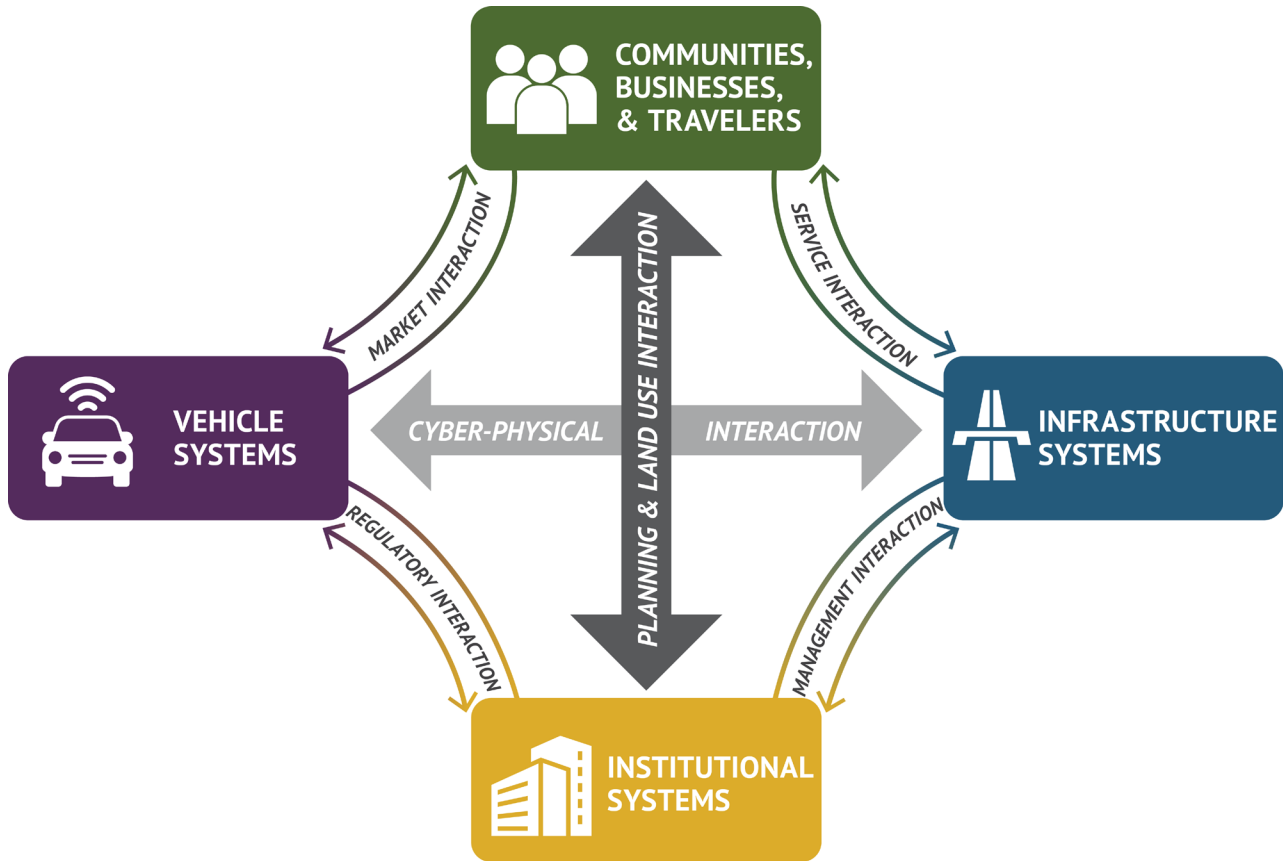 COMMUNITIES,
BUSINESSES,
& TRAVELERS
MARKET INTERACTION
SERVICE INTERACTION
PLANNING & LAND USE INTERACTION
VEHICLE
SYSTEMS
CYBER-PHYSICAL INTERACTION
INFRASTRUCTURE
SYSTEMS
REGULATORY INTERACTION
MANAGEMENT INTERACTION
INSTITUTIONAL
SYSTEMS